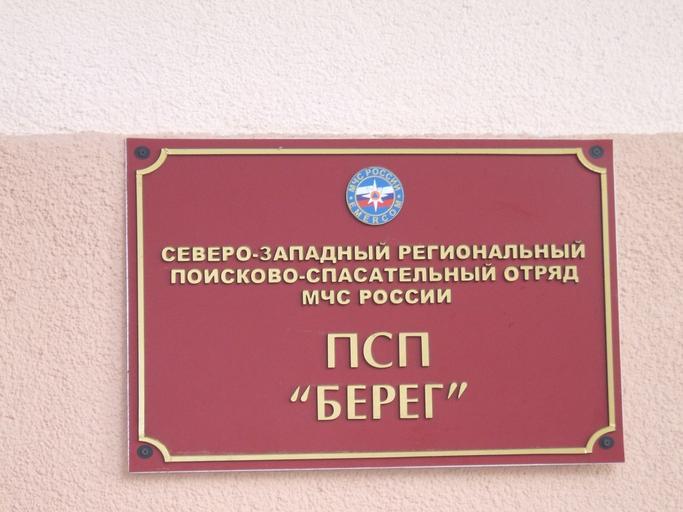 МЧС РОССИИ
EMERCOM
СЕВЕРО-ЗАПАДНЫЙ РЕГИОНАЛЬНЫЙ
ПОИСКОВО-СПАСАТЕЛЬНЫЙ ОТРЯД
МЧС РОССИИ
ПСП
“БЕРЕГ”